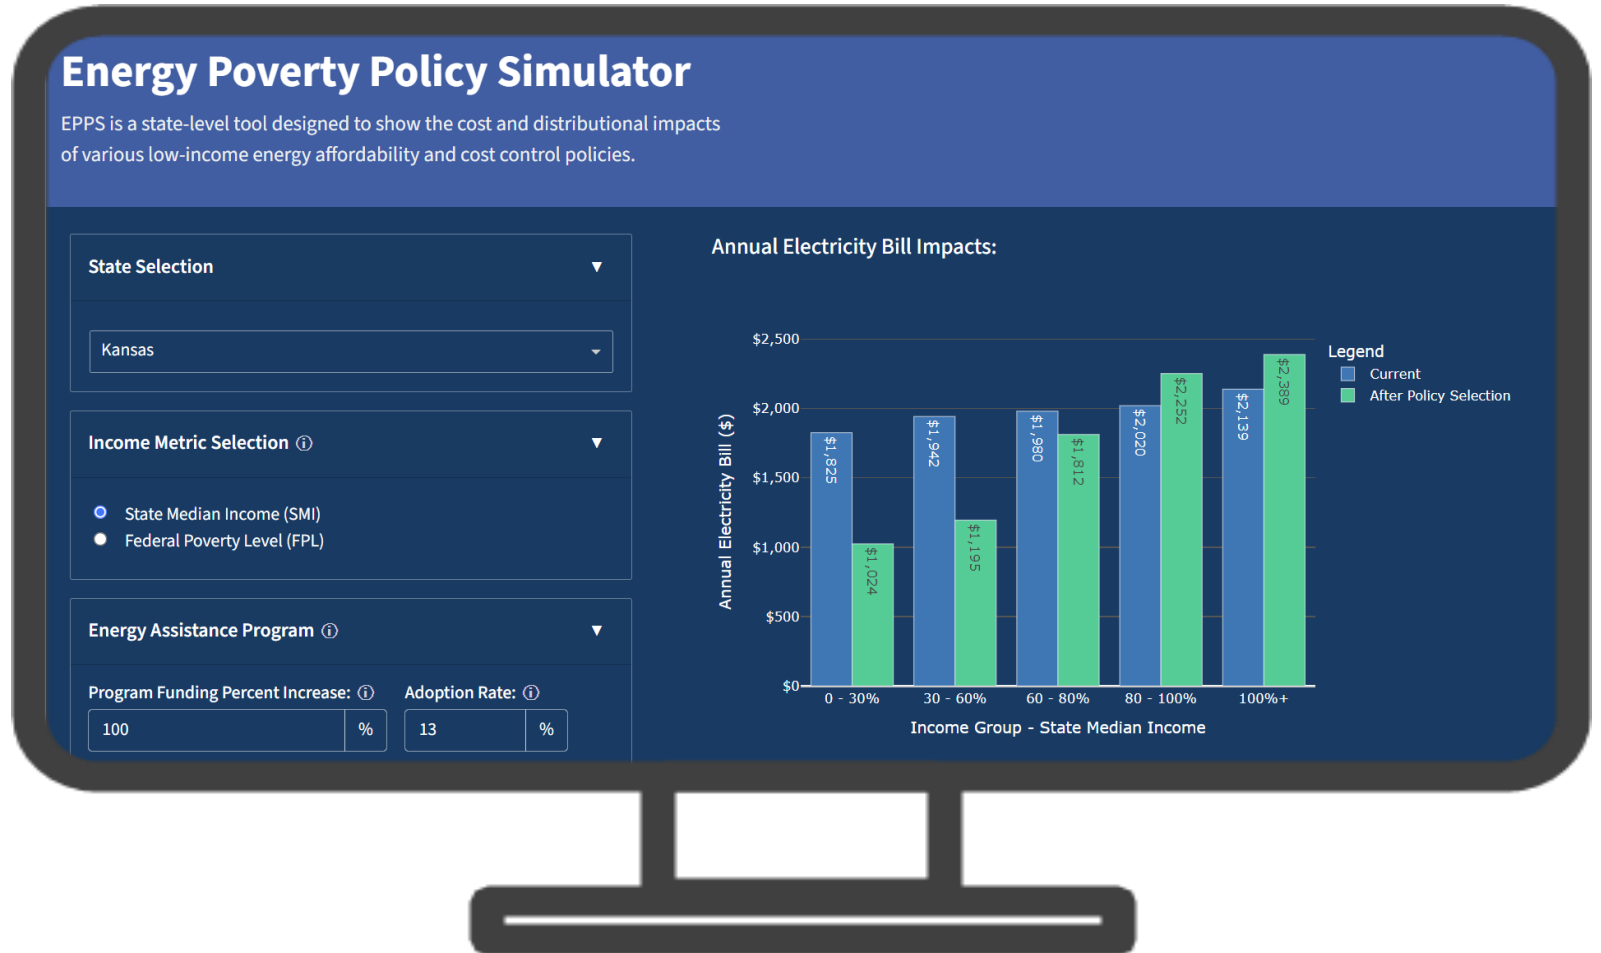 Energy Poverty Policy Simulator
EPPS is a state-level tool designed to show the cost and distributional impacts
of various low-income energy affordability and cost control policies.
State Selection
Kansas
Income Metric Selection
State Median Income (SMI)
Federal Poverty Level (FPL)
Energy Assistance Program
Program Funding Percent Increase:
Adoption Rate:
100 %
13 %
Annual Electricity Bill Impacts:
Annual Electricity Bill ($)
$2,500
$2,000
$1,500
$1,000
$500
$0
$1,825
$1,024
$1,942
$1,195
$1,980
$1,812
$2,020
$2,252
$2,139
$2,389
0 - 30%
30 - 60%
60 - 80%
80 - 100%
100%+
Income Group - State Median Income
Legend
Current
After Policy Selection